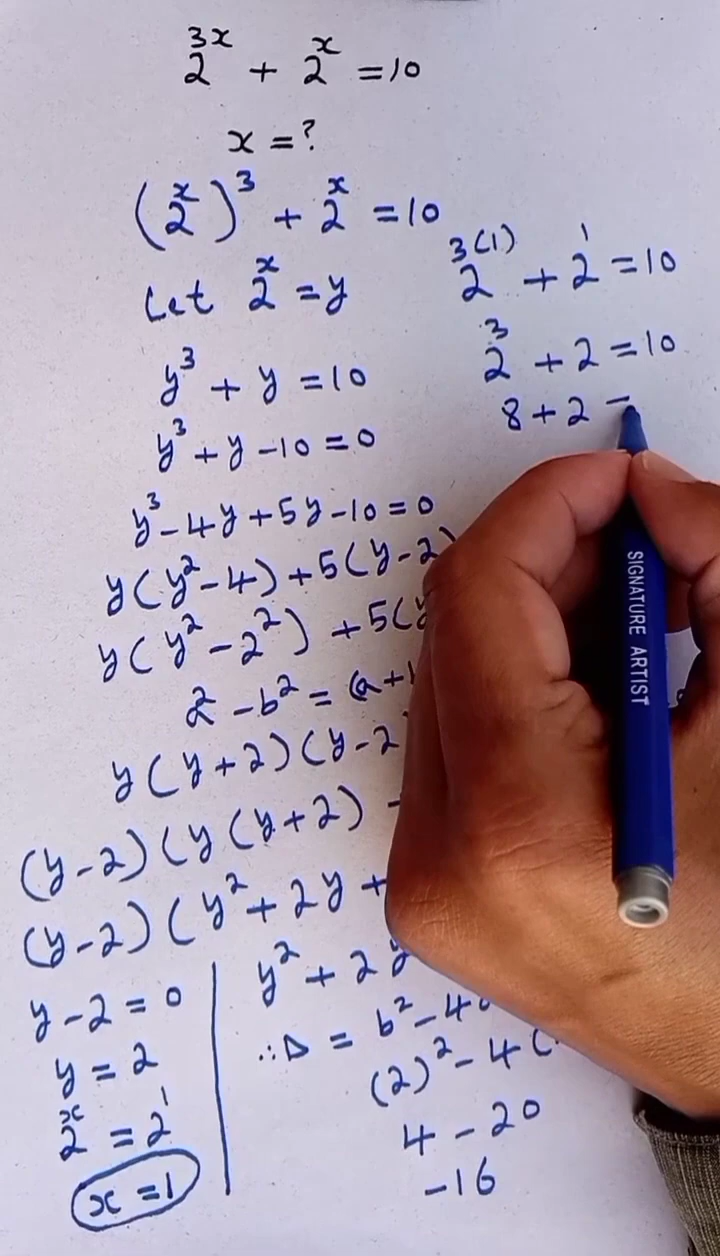 2^{3x} + 2^x = 10
x = ?
(2^x)^3 + 2^x = 10
Let 2^x = y
y^3 + y = 10
y^3 + y - 10 = 0
y^3 - 4y + 5y - 10 = 0
y(y^2 - 4) + 5(y - 2)
y(y^2 - 2^2) + 5(y
2^2 - b^2 = (a +
y(y + 2)(y - 2
(y - 2)(y(y + 2)
(y - 2)(y^2 + 2y +
y - 2 = 0
y = 2
2^x = 2^1
x = 1
y^2 + 2y
∴ Δ = b^2 - 4
(2)^2 - 4(
4 - 20
-16
2^{3(1)} + 2^1 = 10
2^3 + 2 = 10
8 + 2 =
SIGNATURE ARTIST